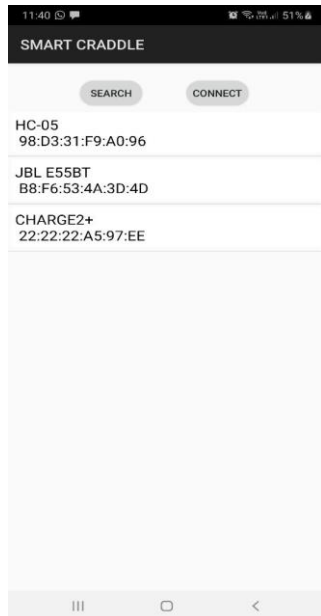 11:40 51%
SMART CRADDLE
SEARCH CONNECT
HC-05
98:D3:31:F9:A0:96
JBL E55BT
B8:F6:53:4A:3D:4D
CHARGE2+
22:22:22:A5:97:EE